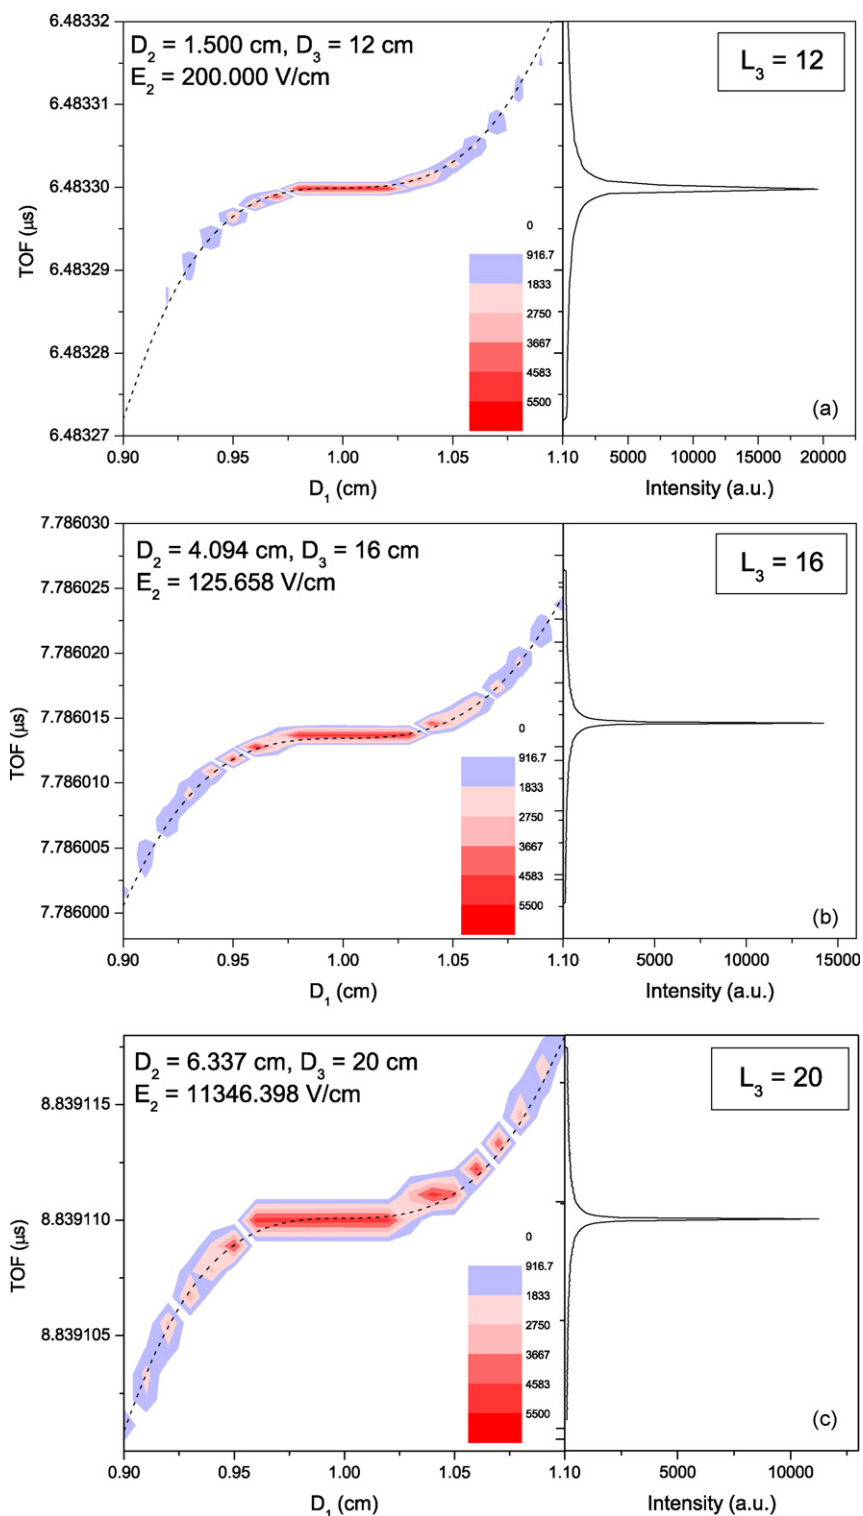 D₂ = 1.500 cm, D₃ = 12 cm
E₂ = 200.000 V/cm
L₃ = 12
6.48332
6.48331
6.48330
6.48329
6.48328
6.48327
TOF (μs)
0
916.7
1833
2750
3667
4583
5500
(a)
0.90 0.95 1.00 1.05 1.10 5000 10000 15000 20000
D₁ (cm) Intensity (a.u.)
D₂ = 4.094 cm, D₃ = 16 cm
E₂ = 125.658 V/cm
L₃ = 16
7.786030
7.786025
7.786020
7.786015
7.786010
7.786005
7.786000
TOF (μs)
0
916.7
1833
2750
3667
4583
5500
(b)
0.90 0.95 1.00 1.05 1.10 5000 10000 15000
D₁ (cm) Intensity (a.u.)
D₂ = 6.337 cm, D₃ = 20 cm
E₂ = 11346.398 V/cm
L₃ = 20
8.839115
8.839110
8.839105
TOF (μs)
0
916.7
1833
2750
3667
4583
5500
(c)
0.90 0.95 1.00 1.05 1.10 5000 10000
D₁ (cm) Intensity (a.u.)